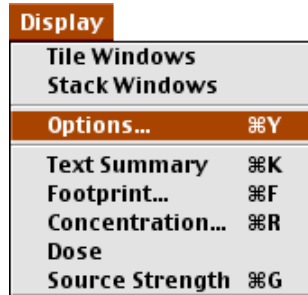 Display
Tile Windows
Stack Windows
Options... ⌘Y
Text Summary ⌘K
Footprint... ⌘F
Concentration... ⌘R
Dose
Source Strength ⌘G